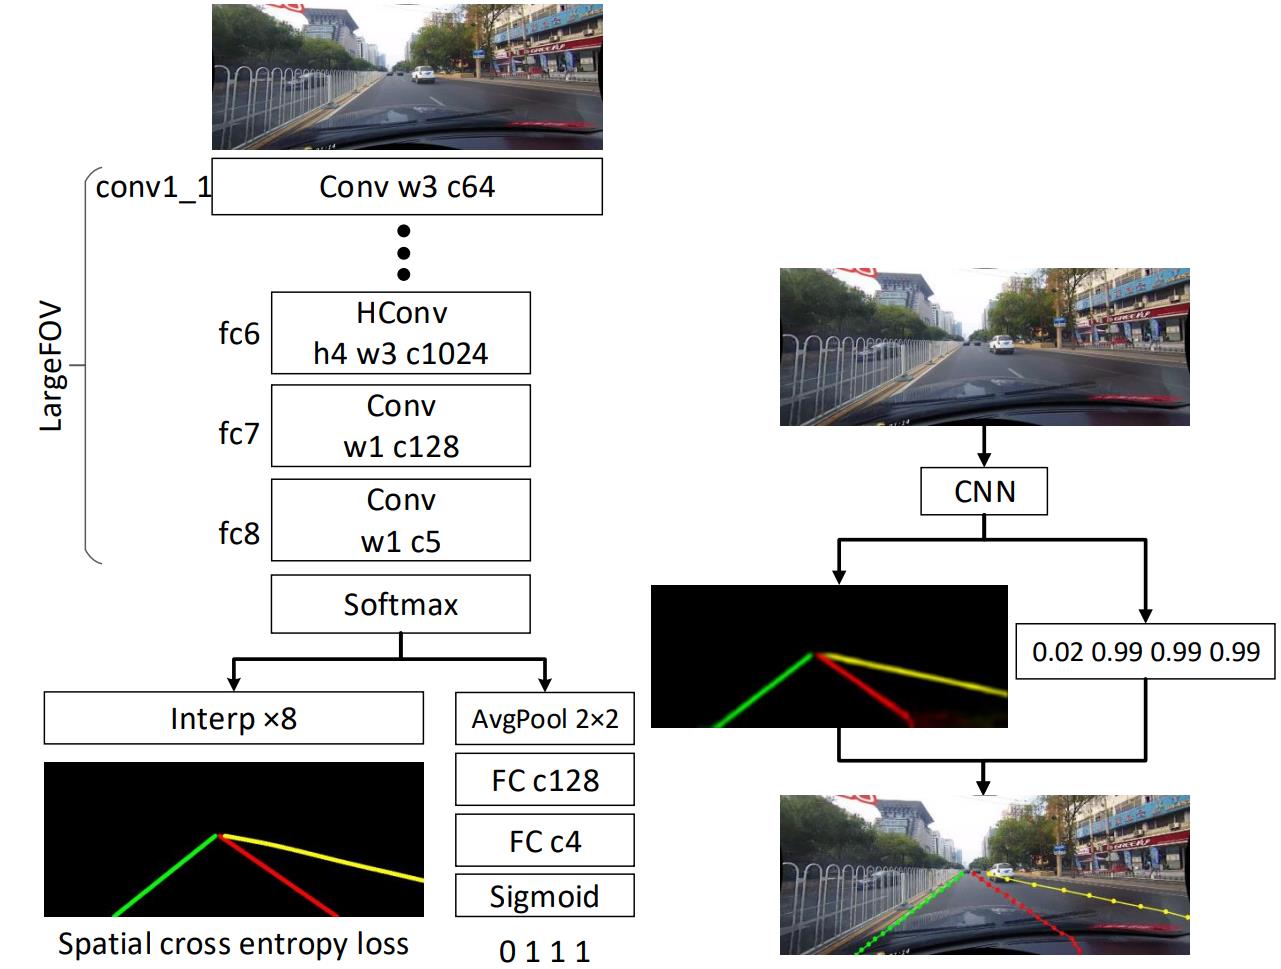 conv1_1
Conv w3 c64
LargeFOV
fc6
HConv
h4 w3 c1024
fc7
Conv
w1 c128
fc8
Conv
w1 c5
Softmax
Interp ×8
AvgPool 2×2
FC c128
FC c4
Sigmoid
Spatial cross entropy loss
0 1 1 1
CNN
0.02 0.99 0.99 0.99